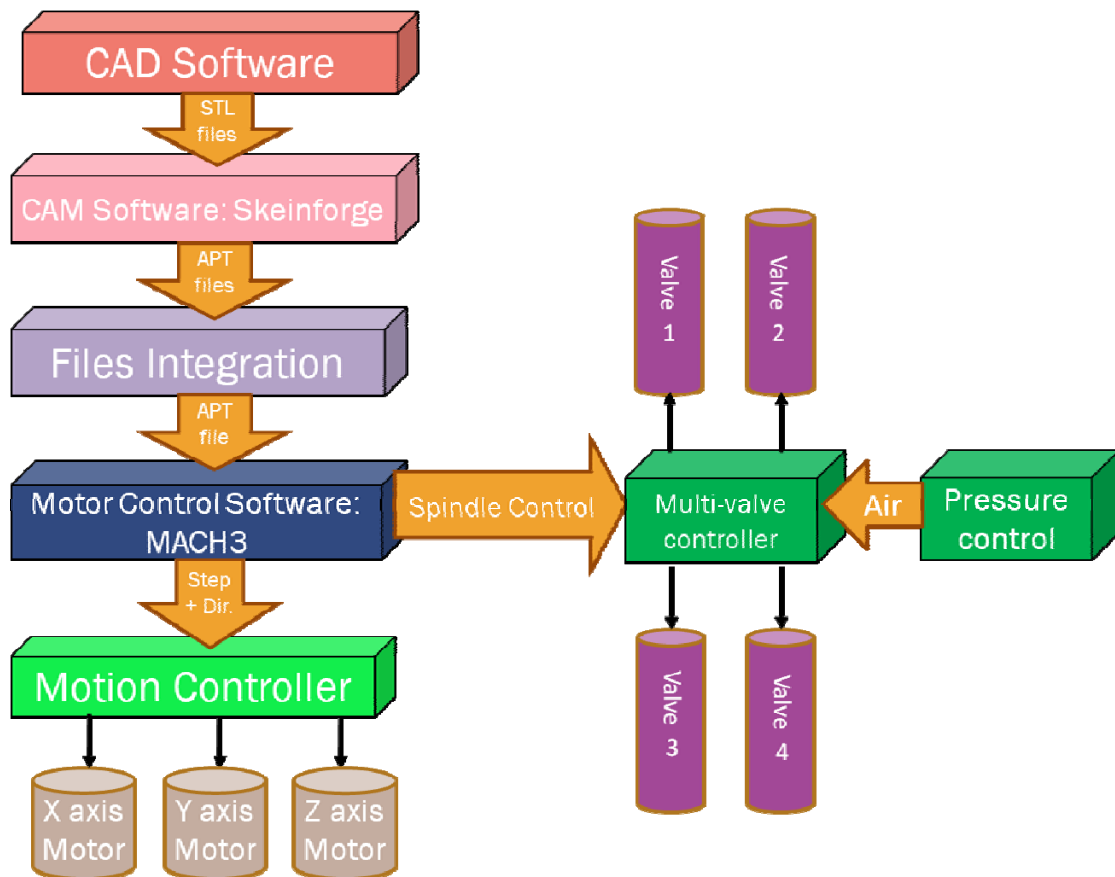 CAD Software
STL
files
CAM Software: Skeinforge
APT
files
Files Integration
APT
file
Motor Control Software:
MACH3
Spindle Control
Multi-valve
controller
Air
Pressure
control
Valve 1
Valve 2
Valve 3
Valve 4
Step
+ Dir.
Motion Controller
X axis
Motor
Y axis
Motor
Z axis
Motor